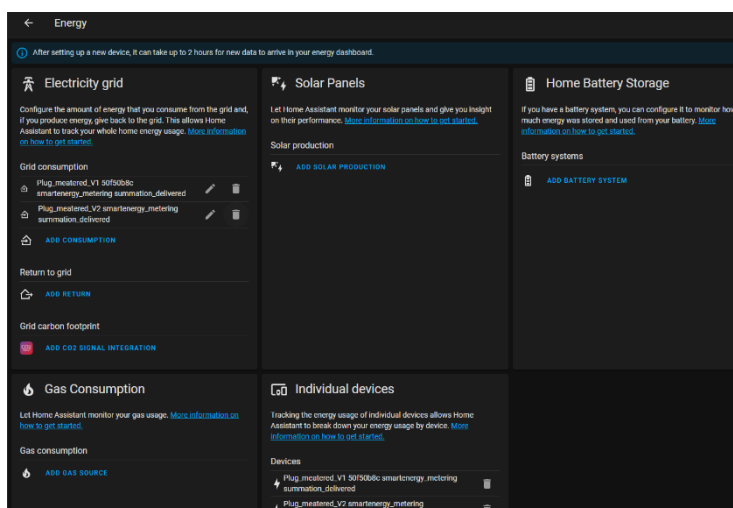 Energy
After setting up a new device, it can take up to 2 hours for new data to arrive in your energy dashboard.
Electricity grid
Configure the amount of energy that you consume from the grid and,
if you produce energy, give back to the grid. This allows Home
Assistant to track your whole home energy usage. More information
on how to get started.
Grid consumption
Plug_meatered_V1 50f50b8c
smartenergy_metering summation_delivered
Plug_meatered_V2 smartenergy_metering
summation_delivered
ADD CONSUMPTION
Return to grid
ADD RETURN
Grid carbon footprint
ADD CO2 SIGNAL INTEGRATION
Solar Panels
Let Home Assistant monitor your solar panels and give you insight
on their performance. More information on how to get started.
Solar production
ADD SOLAR PRODUCTION
Home Battery Storage
If you have a battery system, you can configure it to monitor how
much energy was stored and used from your battery. More
information on how to get started.
Battery systems
ADD BATTERY SYSTEM
Gas Consumption
Let Home Assistant monitor your gas usage. More information on
how to get started.
Gas consumption
ADD GAS SOURCE
Individual devices
Tracking the energy usage of individual devices allows Home
Assistant to break down your energy usage by device. More
information on how to get started.
Devices
Plug_meatered_V1 50f50b8c smartenergy_metering
summation_delivered
Plug_meatered_V2 smartenergy_metering